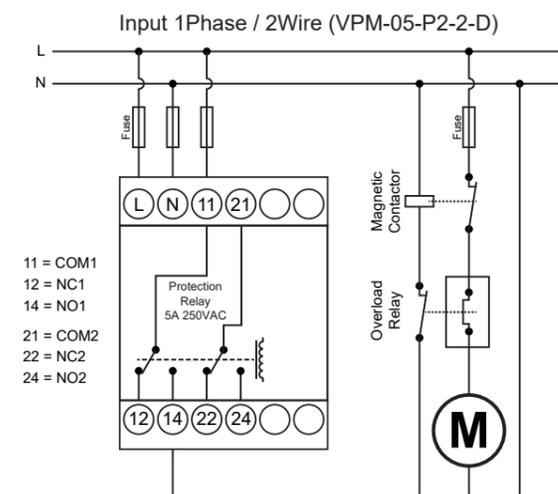 Input 1Phase / 2Wire (VPM-05-P2-2-D)
L
N
Fuse
Fuse
L N 11 21
Magnetic
Contactor
11 = COM1
12 = NC1
14 = NO1
21 = COM2
22 = NC2
24 = NO2
Protection
Relay
5A 250VAC
Overload
Relay
12 14 22 24
M